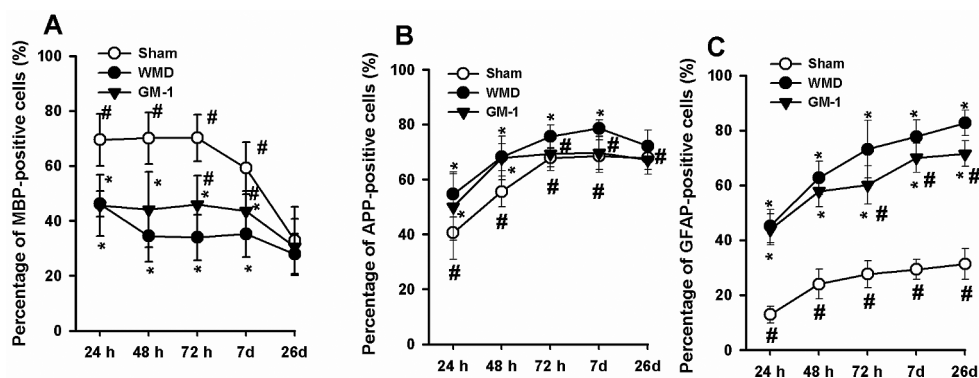 A
Percentage of MBP-positive cells (%)
100
80
60
40
20
0
Sham
WMD
GM-1
# # # #
* * # * # *
* * * *
24 h 48 h 72 h 7d 26d
B
Percentage of APP-positive cells (%)
100
80
60
40
20
0
Sham
WMD
GM-1
* * * *
* * # # #
# # # #
24 h 48 h 72 h 7d 26d
C
Percentage of GFAP-positive cells (%)
100
80
60
40
20
0
Sham
WMD
GM-1
* * * * *
* * * # * # * #
# # # # #
24 h 48 h 72 h 7d 26d